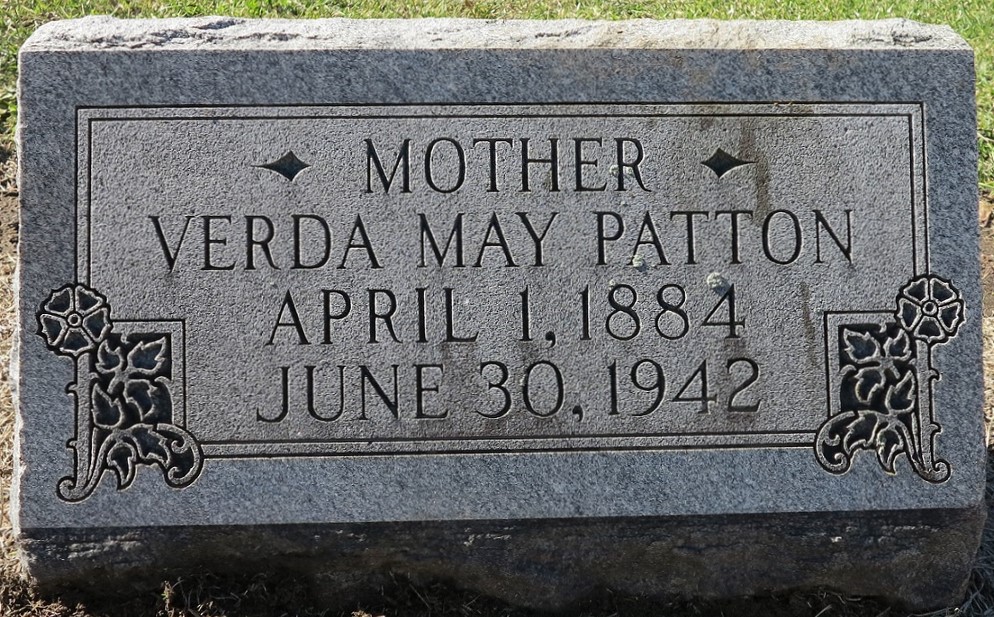 MOTHER
VERDA MAY PATTON
APRIL 1, 1884
JUNE 30, 1942